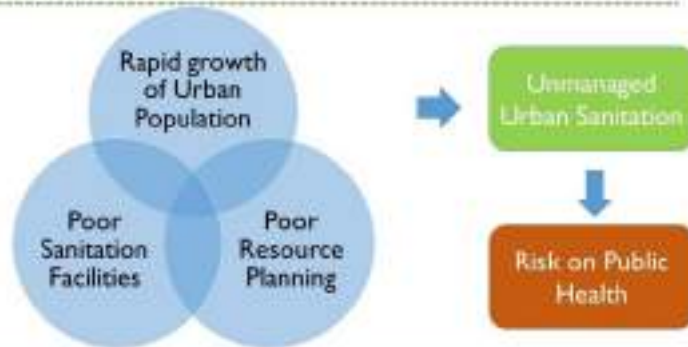 Rapid growth
of Urban
Population
Poor
Sanitation
Facilities
Poor
Resource
Planning
Unmanaged
Urban Sanitation
Risk on Public
Health